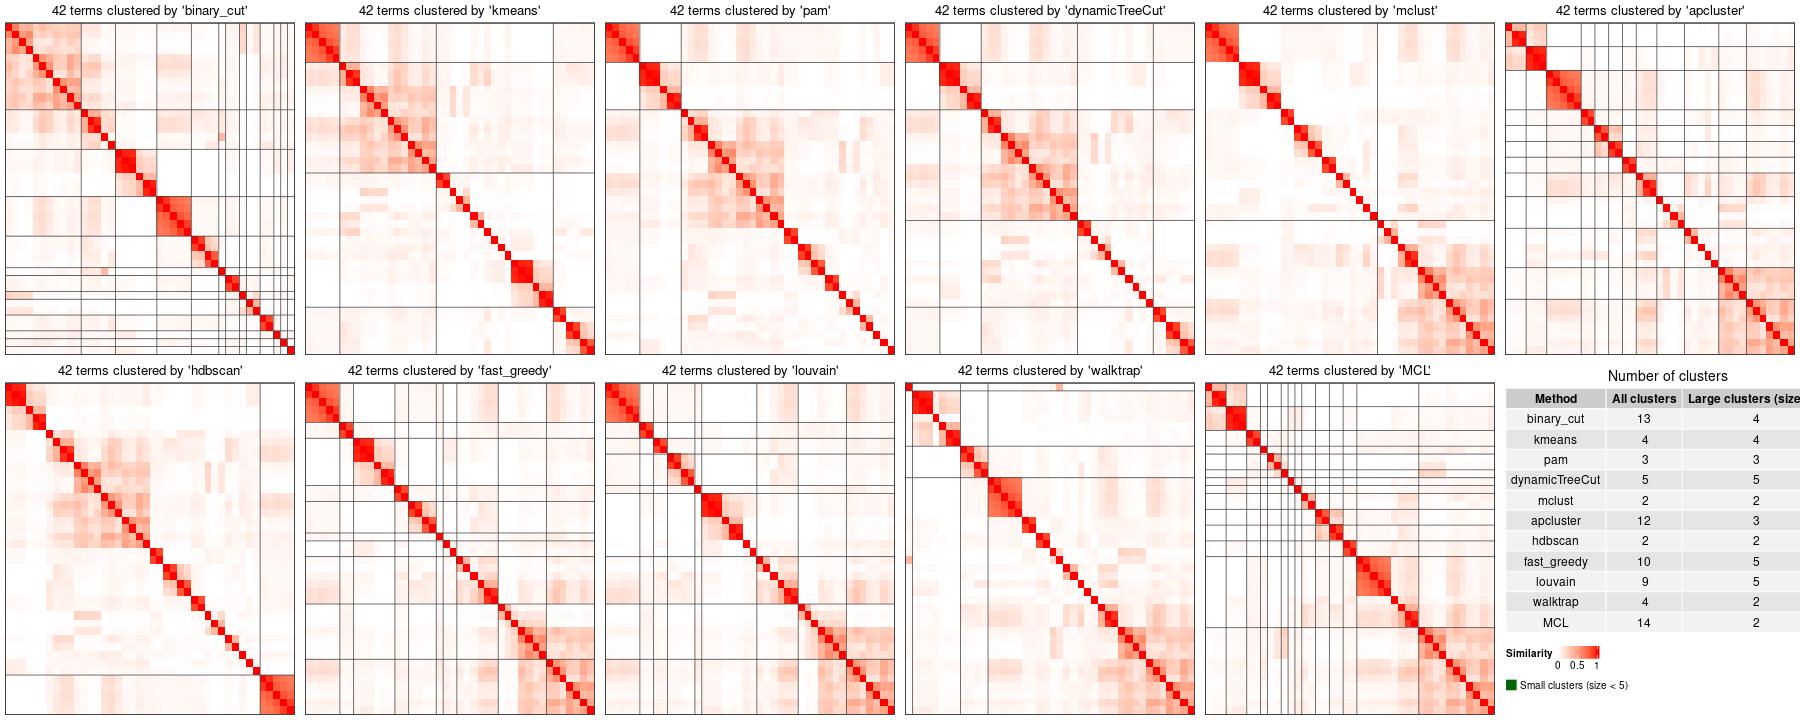 42 terms clustered by 'binary_cut'
42 terms clustered by 'kmeans'
42 terms clustered by 'pam'
42 terms clustered by 'dynamicTreeCut'
42 terms clustered by 'mclust'
42 terms clustered by 'apcluster'
42 terms clustered by 'hdbscan'
42 terms clustered by 'fast_greedy'
42 terms clustered by 'louvain'
42 terms clustered by 'walktrap'
42 terms clustered by 'MCL'
Number of clusters
Method All clusters Large clusters (size
binary_cut 13 4
kmeans 4 4
pam 3 3
dynamicTreeCut 5 5
mclust 2 2
apcluster 12 3
hdbscan 2 2
fast_greedy 10 5
louvain 9 5
walktrap 4 2
MCL 14 2
Similarity
0 0.5 1
Small clusters (size < 5)